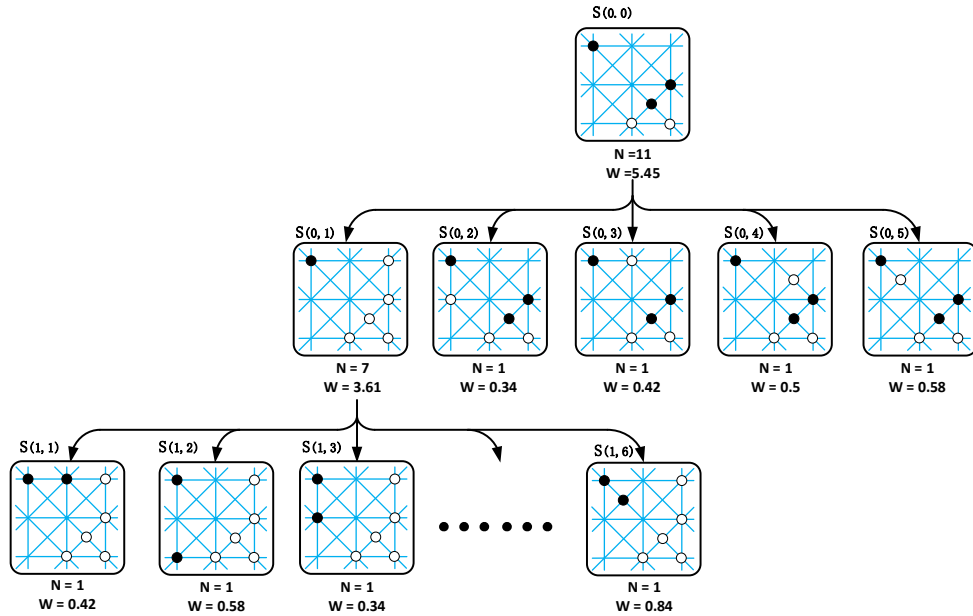 S(0.0)
N =11
W =5.45
S(0, 1)
S(0, 2)
S(0, 3)
S(0, 4)
S(0, 5)
N = 7
W = 3.61
N = 1
W = 0.34
N = 1
W = 0.42
N = 1
W = 0.5
N = 1
W = 0.58
S(1, 1)
S(1, 2)
S(1, 3)
S(1, 6)
N = 1
W = 0.42
N = 1
W = 0.58
N = 1
W = 0.34
N = 1
W = 0.84